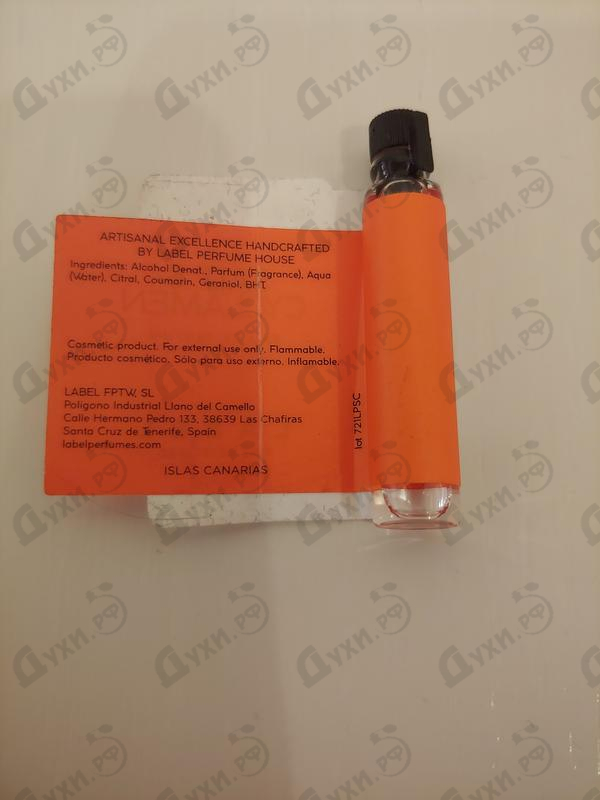 ARTISANAL EXCELLENCE HANDCRAFTED
BY LABEL PERFUME HOUSE
Ingredients: Alcohol Denat., Parfum (Fragrance), Aqua
(Water), Citral, Coumarin, Geraniol, BHT.
Cosmetic product. For external use only. Flammable.
Producto cosmético. Sólo para uso externo. Inflamable.
LABEL FPTW, SL
Polígono Industrial Llano del Camello
Calle Hermano Pedro 133, 38639 Las Chafiras
Santa Cruz de Tenerife, Spain
labelperfumes.com
ISLAS CANARIAS
lot 721LPSC
Духи.РФ